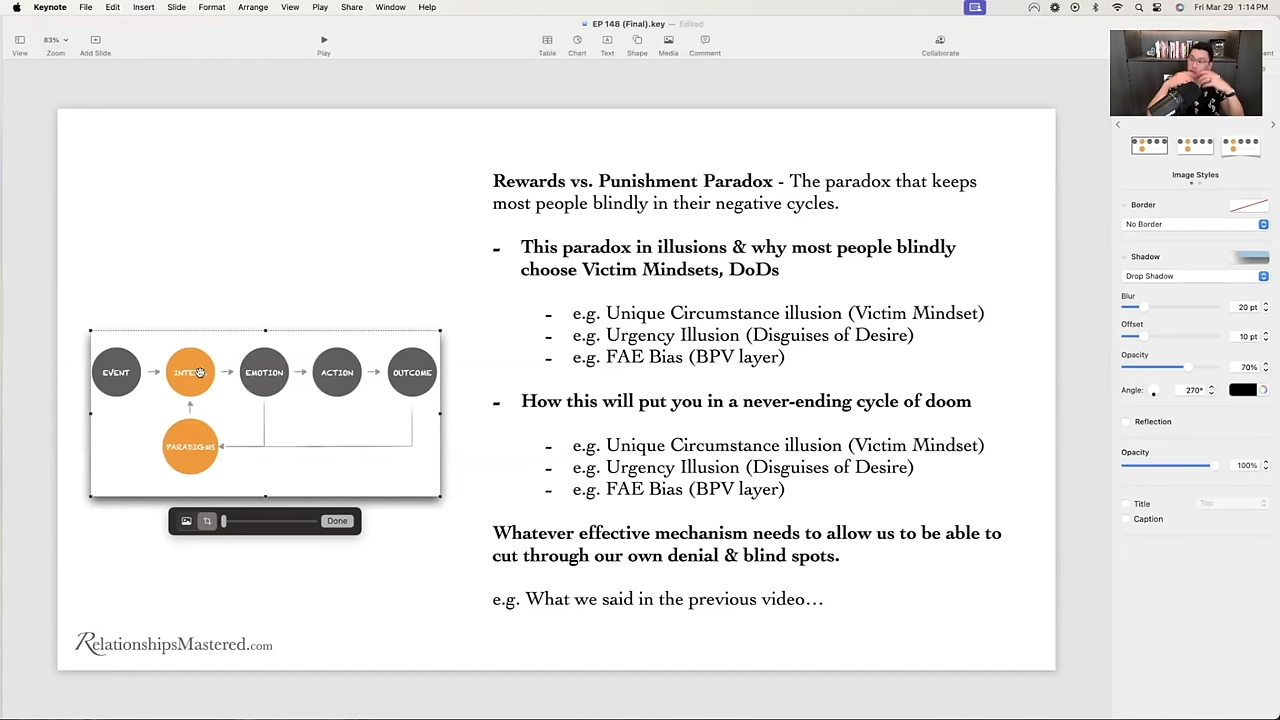 Keynote File Edit Insert Slide Format Arrange View Play Share Window Help Fri Mar 29 1:14 PM
EP 148 (Final).key — Edited
83%
View Zoom Add Slide Play Table Chart Text Shape Media Comment Collaborate
Image Styles
Border
No Border
Shadow
Drop Shadow
Blur
20 pt
Offset
10 pt
Opacity
70%
Angle: 270°
Reflection
Opacity
100%
Title Top
Caption
Rewards vs. Punishment Paradox - The paradox that keeps
most people blindly in their negative cycles.
- This paradox in illusions & why most people blindly
choose Victim Mindsets, DoDs
- e.g. Unique Circumstance illusion (Victim Mindset)
- e.g. Urgency Illusion (Disguises of Desire)
- e.g. FAE Bias (BPV layer)
- How this will put you in a never-ending cycle of doom
- e.g. Unique Circumstance illusion (Victim Mindset)
- e.g. Urgency Illusion (Disguises of Desire)
- e.g. FAE Bias (BPV layer)
Whatever effective mechanism needs to allow us to be able to
cut through our own denial & blind spots.
e.g. What we said in the previous video…
EVENT EMOTION ACTION OUTCOME
PARADIGMS
Done
RelationshipsMastered.com